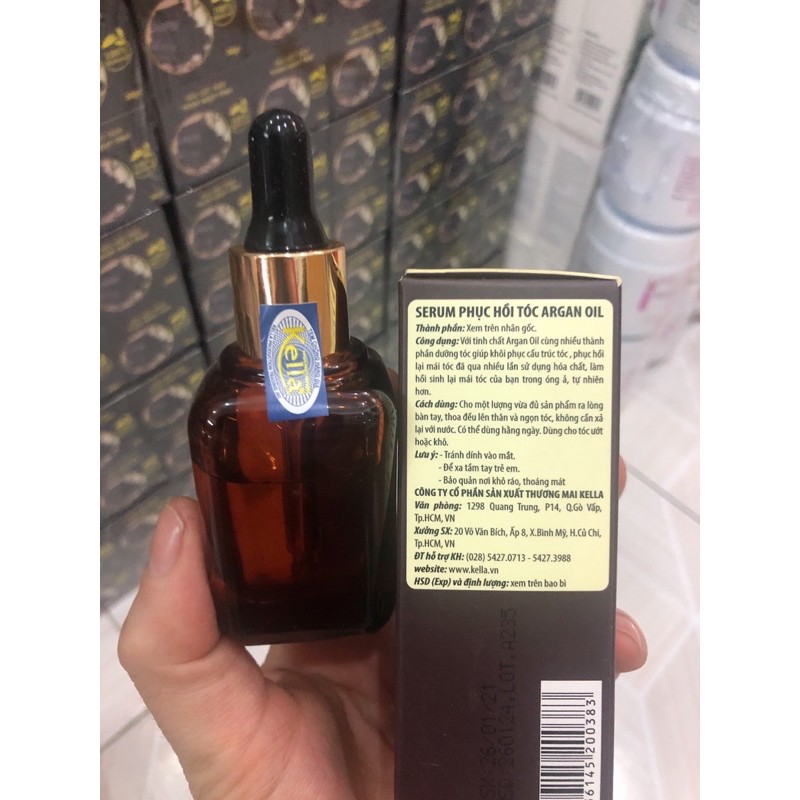 Kella
SERUM PHỤC HỒI TÓC ARGAN OIL
Thành phần: Xem trên nhãn gốc.
Công dụng: Với tinh chất Argan Oil cùng nhiều thành
phần dưỡng tóc giúp khôi phục cấu trúc tóc , phục hồi
lại mái tóc đã qua nhiều lần sử dụng hóa chất, làm
hồi sinh lại mái tóc của bạn trong óng ả, tự nhiên
hơn.
Cách dùng: Cho một lượng vừa đủ sản phẩm ra lòng
bàn tay, thoa đều lên thân và ngọn tóc, không cần xả
lại với nước. Có thể dùng hằng ngày. Dùng cho tóc ướt
hoặc khô.
Lưu ý: - Tránh dính vào mắt.
- Để xa tầm tay trẻ em.
- Bảo quản nơi khô ráo, thoáng mát
CÔNG TY CỔ PHẦN SẢN XUẤT THƯƠNG MAI KELLA
Văn phòng: 1298 Quang Trung, P14, Q.Gò Vấp,
Tp.HCM, VN
Xưởng SX: 20 Võ Văn Bích, Ấp 8, X.Bình Mỹ, H.Củ Chi,
Tp.HCM, VN
ĐT hỗ trợ KH: (028) 5427.0713 - 5427.3988
website: www.kella.vn
HSD (Exp) và định lượng: xem trên bao bì
26/01/21
260124.LOT.A235
6145200383